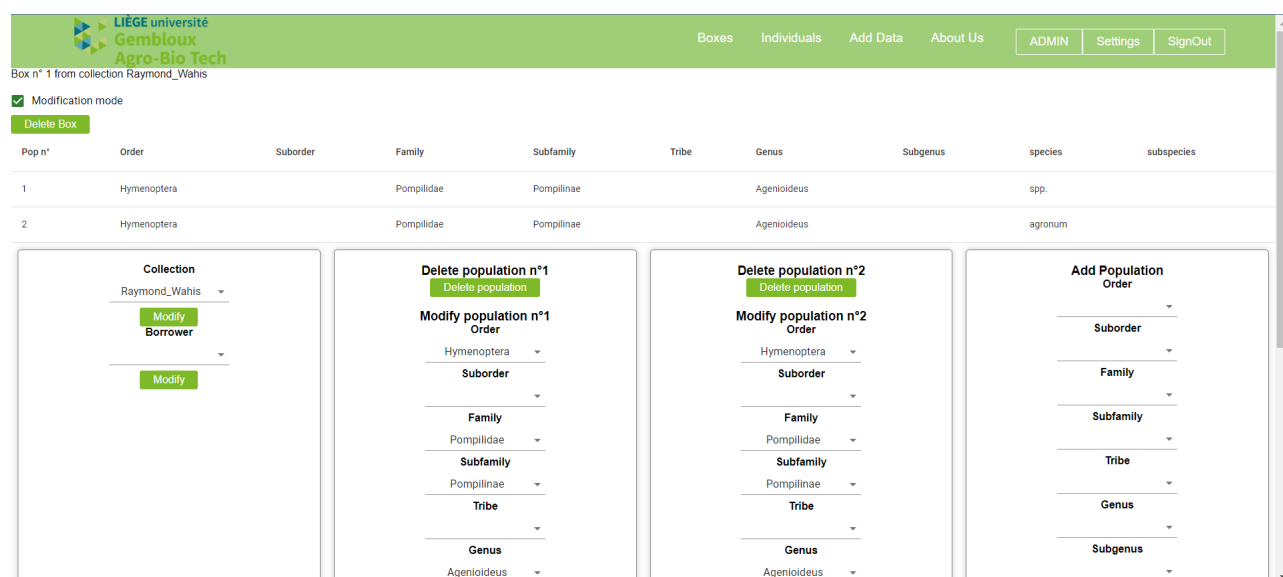 LIÈGE université
Gembloux
Agro-Bio Tech
Boxes Individuals Add Data About Us ADMIN Settings SignOut
Box n° 1 from collection Raymond_Wahis
Modification mode
Delete Box
Pop n° Order Suborder Family Subfamily Tribe Genus Subgenus species subspecies
1 Hymenoptera Pompilidae Pompilinae Agenioideus spp.
2 Hymenoptera Pompilidae Pompilinae Agenioideus agronum
Collection
Raymond_Wahis
Modify
Borrower
Modify
Delete population n°1
Delete population
Modify population n°1
Order
Hymenoptera
Suborder
Family
Pompilidae
Subfamily
Pompilinae
Tribe
Genus
Agenioideus
Delete population n°2
Delete population
Modify population n°2
Order
Hymenoptera
Suborder
Family
Pompilidae
Subfamily
Pompilinae
Tribe
Genus
Agenioideus
Add Population
Order
Suborder
Family
Subfamily
Tribe
Genus
Subgenus